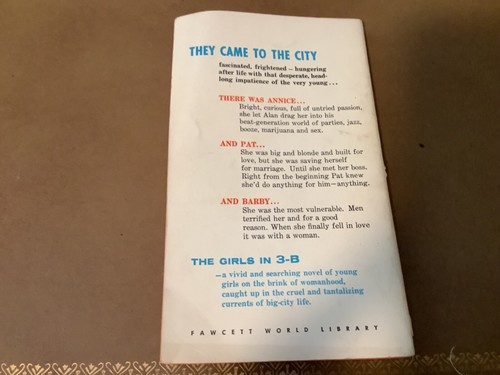 THEY CAME TO THE CITY
fascinated, frightened — hungering
after life with that desperate, head-
long impatience of the very young...
THERE WAS ANNICE...
Bright, curious, full of untried passion,
she let Alan drag her into his
beat-generation world of parties, jazz,
booze, marijuana and sex.
AND PAT...
She was big and blonde and built for
love, but she was saving herself
for marriage. Until she met her boss.
Right from the beginning Pat knew
she'd do anything for him—anything.
AND BARBY...
She was the most vulnerable. Men
terrified her and for a good
reason. When she finally fell in love
it was with a woman.
THE GIRLS IN 3-B
—a vivid and searching novel of young
girls on the brink of womanhood,
caught up in the cruel and tantalizing
currents of big-city life.
FAWCETT WORLD LIBRARY